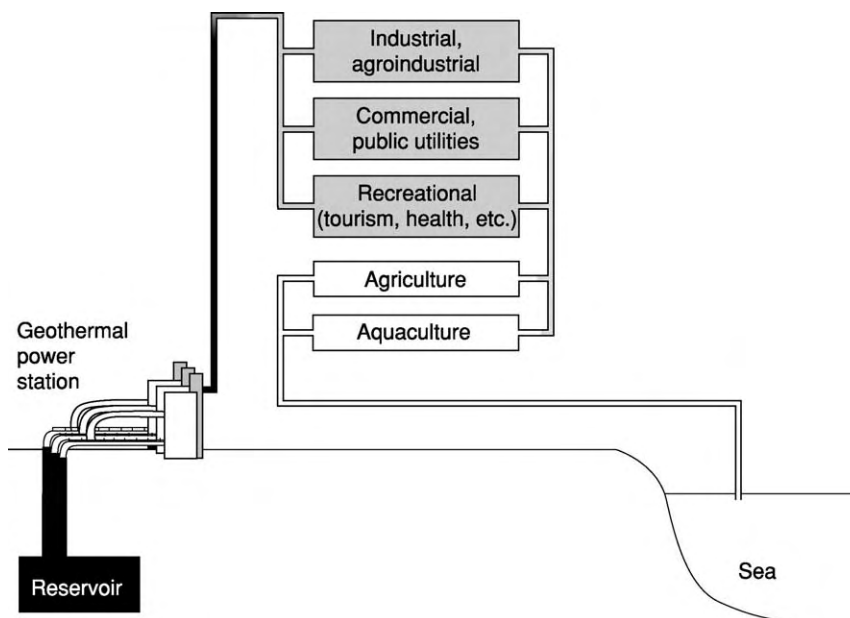 Industrial,
agroindustrial
Commercial,
public utilities
Recreational
(tourism, health, etc.)
Agriculture
Aquaculture
Geothermal
power
station
Reservoir
Sea